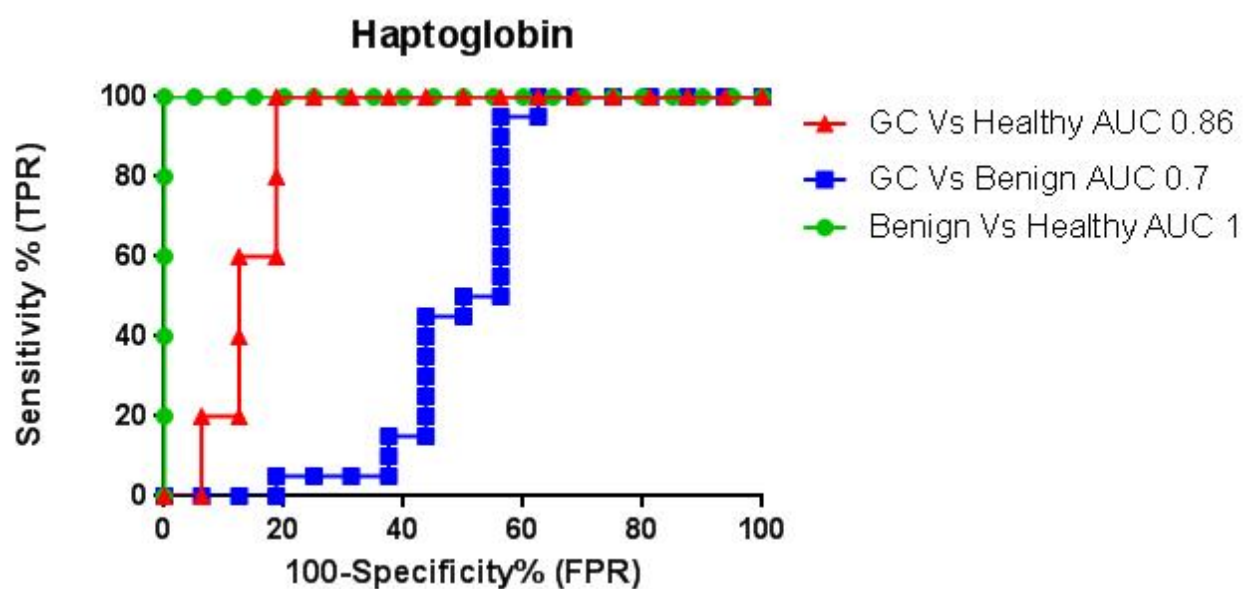 Haptoglobin
Sensitivity % (TPR)
100
80
60
40
20
0
0 20 40 60 80 100
100-Specificity% (FPR)
GC Vs Healthy AUC 0.86
GC Vs Benign AUC 0.7
Benign Vs Healthy AUC 1